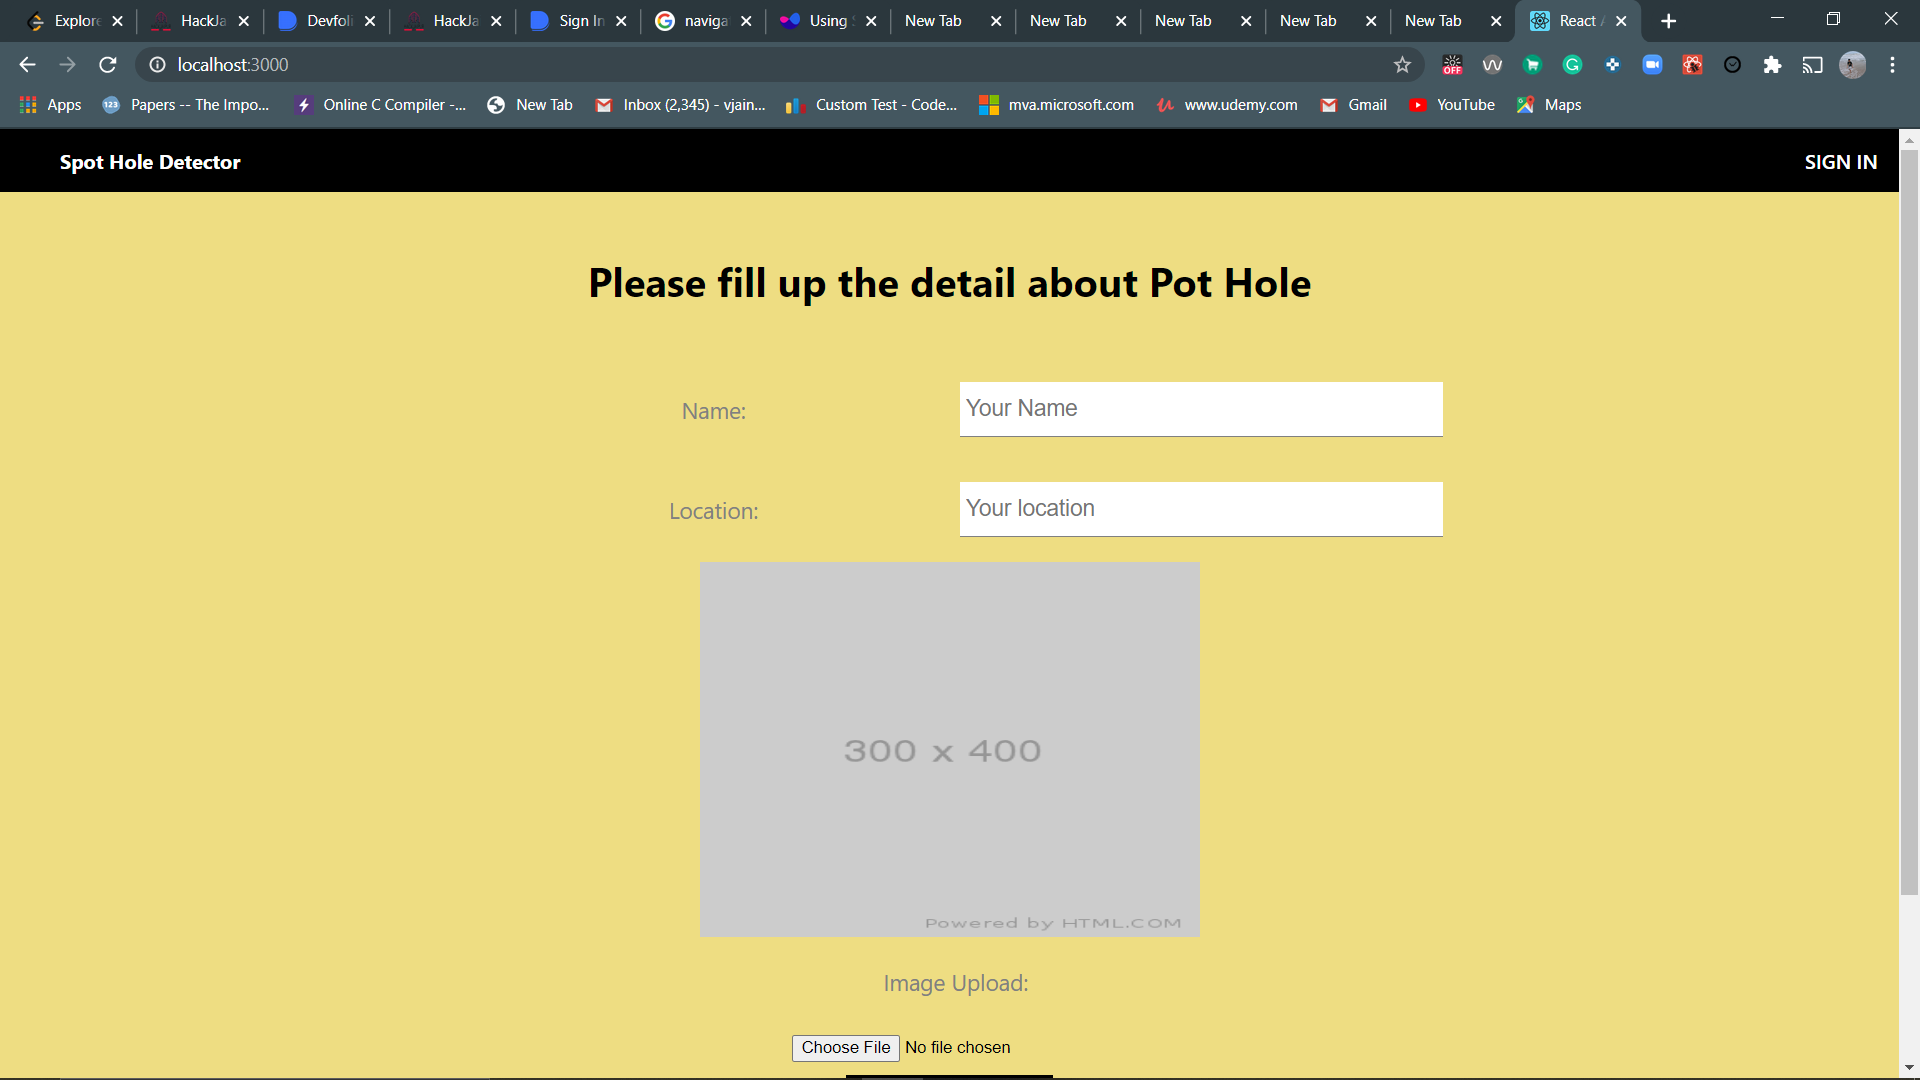 Explore HackJa Devfoli HackJa Sign In naviga Using New Tab New Tab New Tab New Tab New Tab React
localhost:3000
OFF
Apps 123 Papers -- The Impo... Online C Compiler -... New Tab Inbox (2,345) - vjain... Custom Test - Code... mva.microsoft.com www.udemy.com Gmail YouTube Maps
Spot Hole Detector SIGN IN
Please fill up the detail about Pot Hole
Name: Your Name
Location: Your location
300 x 400
Powered by HTML.COM
Image Upload:
Choose File No file chosen